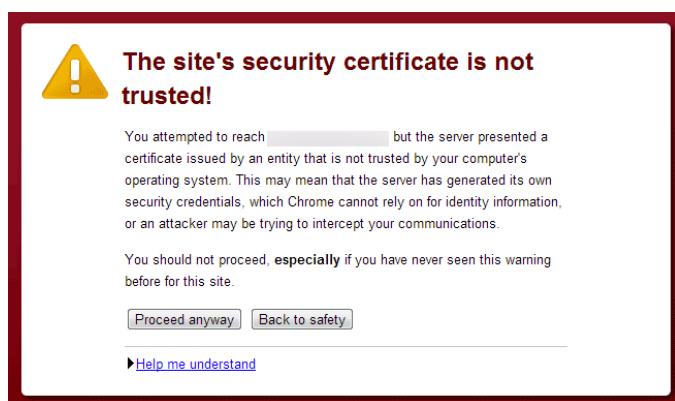 The site's security certificate is not
trusted!
You attempted to reach but the server presented a
certificate issued by an entity that is not trusted by your computer's
operating system. This may mean that the server has generated its own
security credentials, which Chrome cannot rely on for identity information,
or an attacker may be trying to intercept your communications.
You should not proceed, especially if you have never seen this warning
before for this site.
Proceed anyway Back to safety
Help me understand